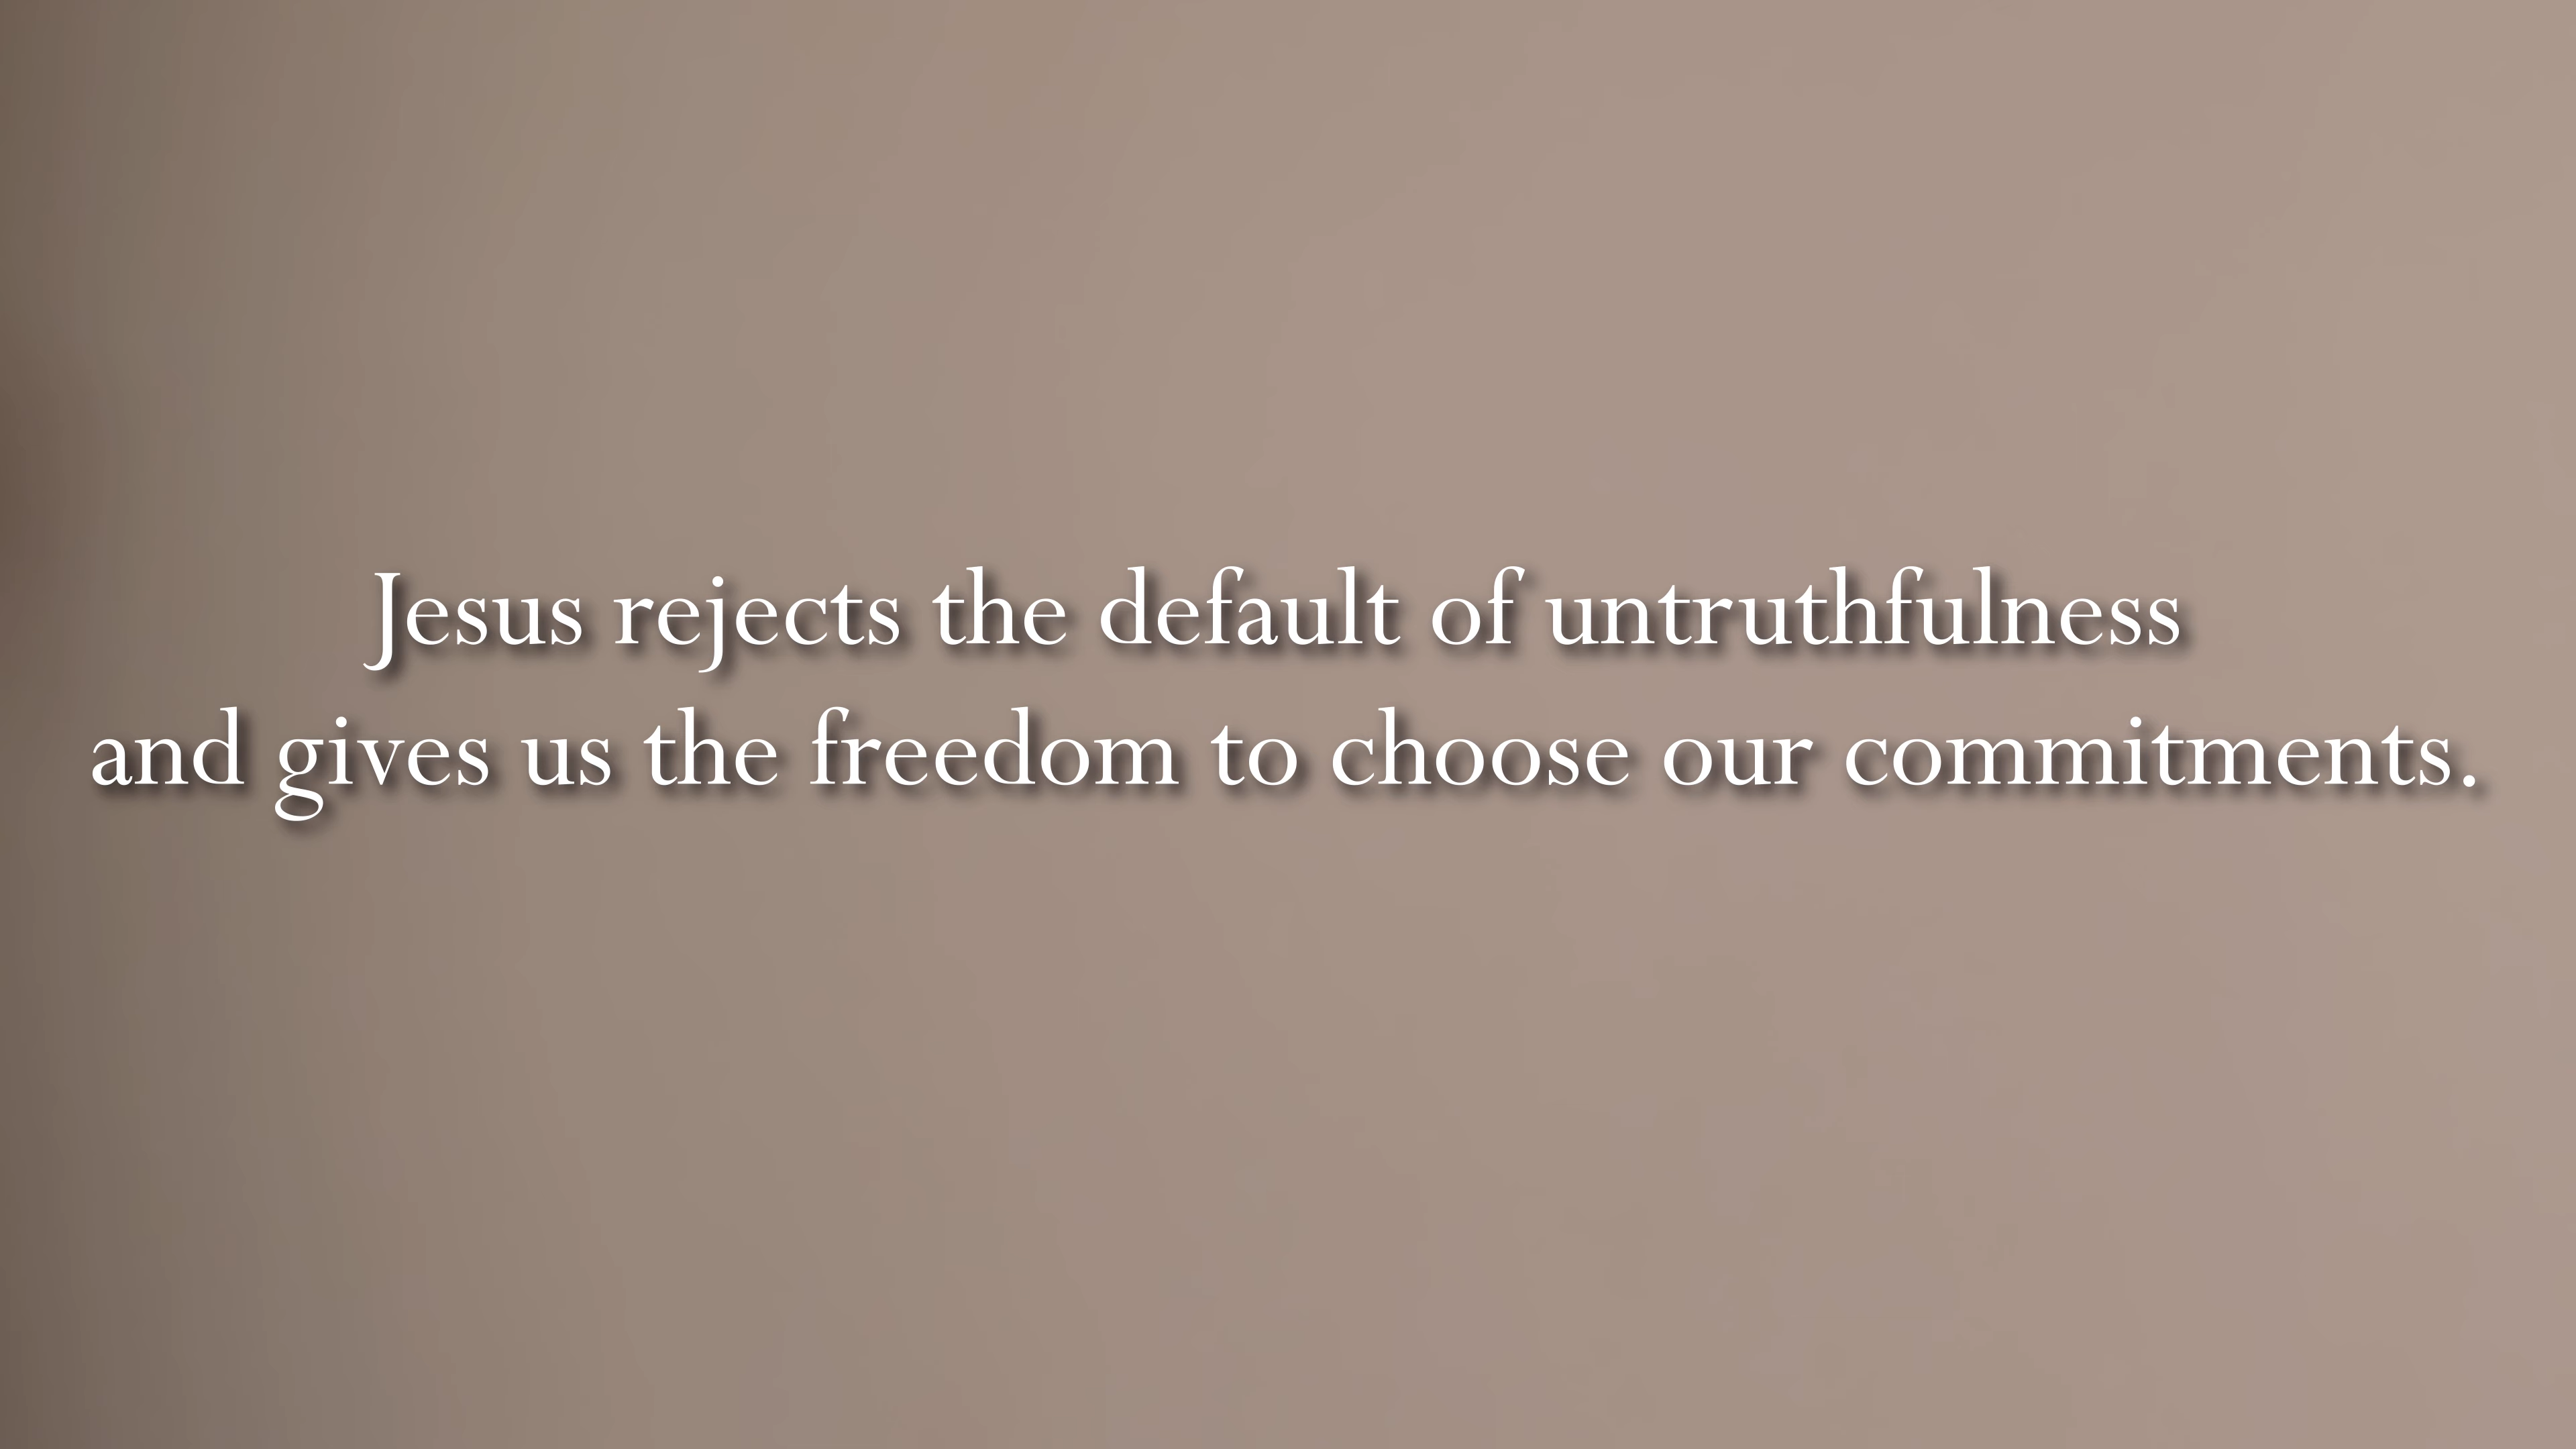 Jesus rejects the default of untruthfulness
and gives us the freedom to choose our commitments.